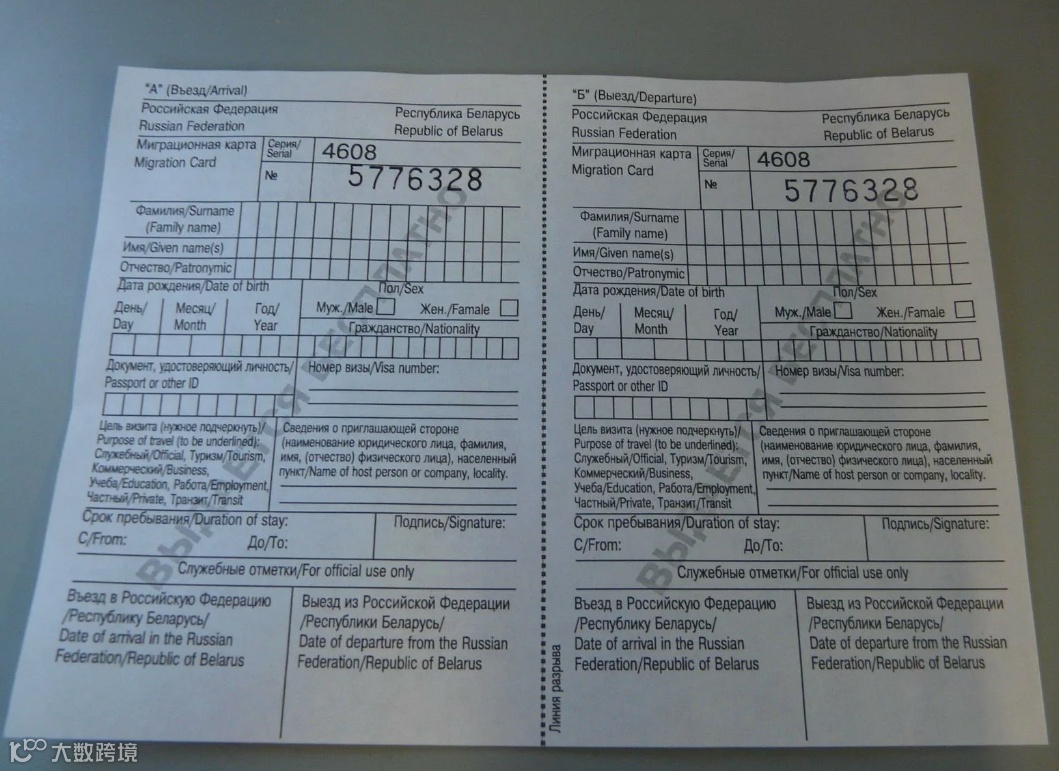 "А" (Въезд/Arrival)
Российская Федерация
Республика Беларусь
Russian Federation
Republic of Belarus
Миграционная карта
Migration Card
Серия/
Serial
4608
№
5776328
Фамилия/Surname
(Family name)
Имя/Given name(s)
Отчество/Patronymic
Дата рождения/Date of birth
Пол/Sex
День/
Day
Месяц/
Month
Год/
Year
Муж./Male
Жен./Famale
Гражданство/Nationality
Документ, удостоверяющий личность/
Passport or other ID
Номер визы/Visa number:
Цель визита (нужное подчеркнуть)/
Purpose of travel (to be underlined):
Служебный/Official, Туризм/Tourism,
Коммерческий/Business,
Учеба/Education, Работа/Employment,
Частный/Private, Транзит/Transit
Сведения о приглашающей стороне
(наименование юридического лица, фамилия,
имя, (отчество) физического лица), населенный
пункт/Name of host person or company, locality.
Срок пребывания/Duration of stay:
С/From:
До/To:
Подпись/Signature:
Служебные отметки/For official use only
Въезд в Российскую Федерацию
/Республику Беларусь/
Date of arrival in the Russian
Federation/Republic of Belarus
Выезд из Российской Федерации
/Республики Беларусь/
Date of departure from the Russian
Federation/Republic of Belarus
ВЫДАЕТСЯ БЕСПЛАТНО
Линия разрыва
"Б" (Выезд/Departure)
Российская Федерация
Республика Беларусь
Russian Federation
Republic of Belarus
Миграционная карта
Migration Card
Серия/
Serial
4608
№
5776328
Фамилия/Surname
(Family name)
Имя/Given name(s)
Отчество/Patronymic
Дата рождения/Date of birth
Пол/Sex
День/
Day
Месяц/
Month
Год/
Year
Муж./Male
Жен./Famale
Гражданство/Nationality
Документ, удостоверяющий личность/
Passport or other ID
Номер визы/Visa number:
Цель визита (нужное подчеркнуть)/
Purpose of travel (to be underlined):
Служебный/Official, Туризм/Tourism,
Коммерческий/Business,
Учеба/Education, Работа/Employment,
Частный/Private, Транзит/Transit
Сведения о приглашающей стороне
(наименование юридического лица, фамилия,
имя, (отчество) физического лица), населенный
пункт/Name of host person or company, locality.
Срок пребывания/Duration of stay:
С/From:
До/To:
Подпись/Signature:
Служебные отметки/For official use only
Въезд в Российскую Федерацию
/Республику Беларусь/
Date of arrival in the Russian
Federation/Republic of Belarus
Выезд из Российской Федерации
/Республики Беларусь/
Date of departure from the Russian
Federation/Republic of Belarus
ВЫДАЕТСЯ БЕСПЛАТНО
大数跨境